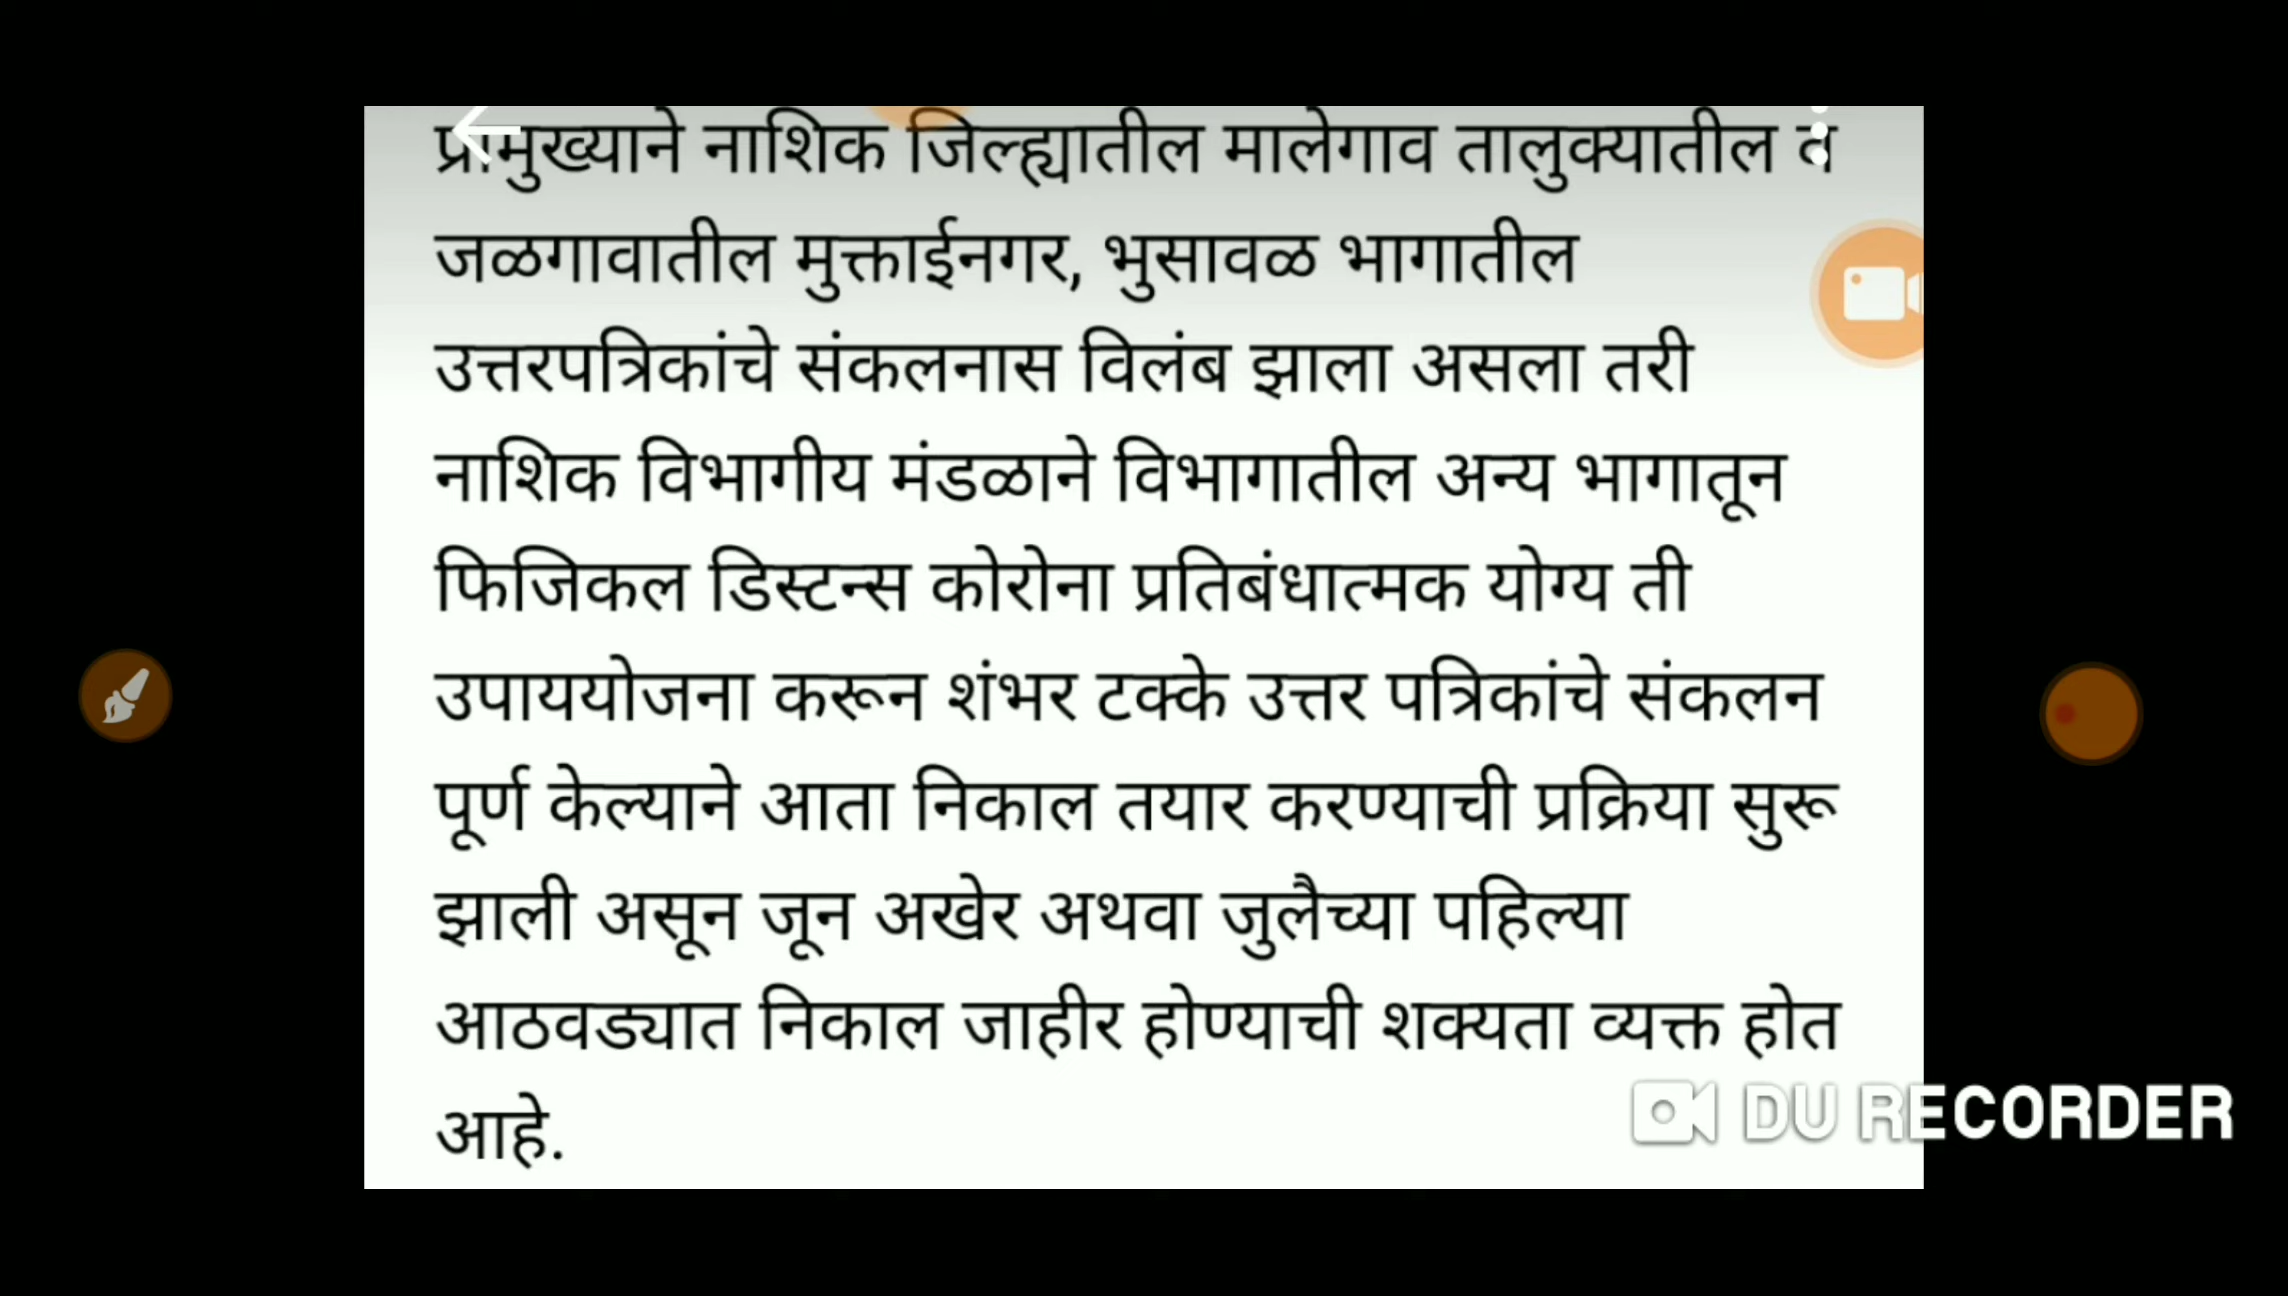 प्रामुख्याने नाशिक जिल्ह्यातील मालेगाव तालुक्यातील व
जळगावातील मुक्ताईनगर, भुसावळ भागातील
उत्तरपत्रिकांचे संकलनास विलंब झाला असला तरी
नाशिक विभागीय मंडळाने विभागातील अन्य भागातून
फिजिकल डिस्टन्स कोरोना प्रतिबंधात्मक योग्य ती
उपाययोजना करून शंभर टक्के उत्तर पत्रिकांचे संकलन
पूर्ण केल्याने आता निकाल तयार करण्याची प्रक्रिया सुरू
झाली असून जून अखेर अथवा जुलैच्या पहिल्या
आठवड्यात निकाल जाहीर होण्याची शक्यता व्यक्त होत
आहे.
DU RECORDER